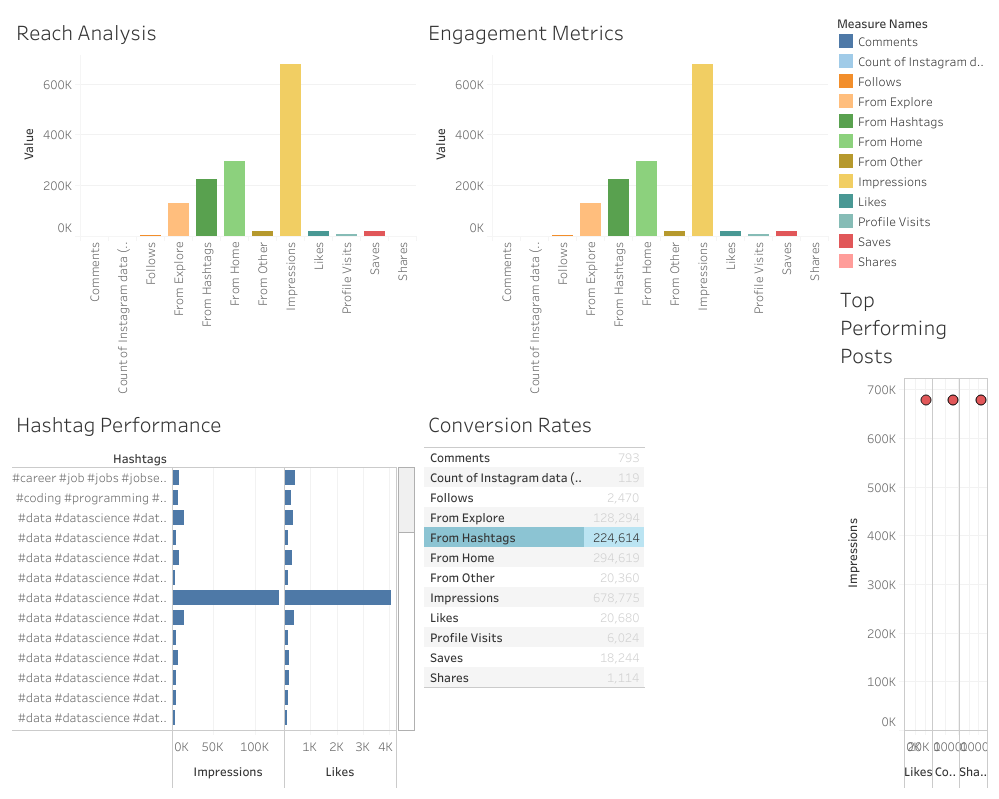 Reach Analysis
Value
600K
400K
200K
0K
Comments
Count of Instagram data (..
Follows
From Explore
From Hashtags
From Home
From Other
Impressions
Likes
Profile Visits
Saves
Shares
Engagement Metrics
Value
600K
400K
200K
0K
Comments
Count of Instagram data (..
Follows
From Explore
From Hashtags
From Home
From Other
Impressions
Likes
Profile Visits
Saves
Shares
Measure Names
Comments
Count of Instagram d..
Follows
From Explore
From Hashtags
From Home
From Other
Impressions
Likes
Profile Visits
Saves
Shares
Hashtag Performance
Hashtags
#career #job #jobs #jobse..
#coding #programming #..
#data #datascience #dat..
#data #datascience #dat..
#data #datascience #dat..
#data #datascience #dat..
#data #datascience #dat..
#data #datascience #dat..
#data #datascience #dat..
#data #datascience #dat..
#data #datascience #dat..
#data #datascience #dat..
#data #datascience #dat..
0K 50K 100K 1K 2K 3K 4K
Impressions Likes
Conversion Rates
Comments 793
Count of Instagram data (.. 119
Follows 2,470
From Explore 128,294
From Hashtags 224,614
From Home 294,619
From Other 20,360
Impressions 678,775
Likes 20,680
Profile Visits 6,024
Saves 18,244
Shares 1,114
Top
Performing
Posts
Impressions
700K
600K
500K
400K
300K
200K
100K
0K
Likes Co.. Sha..